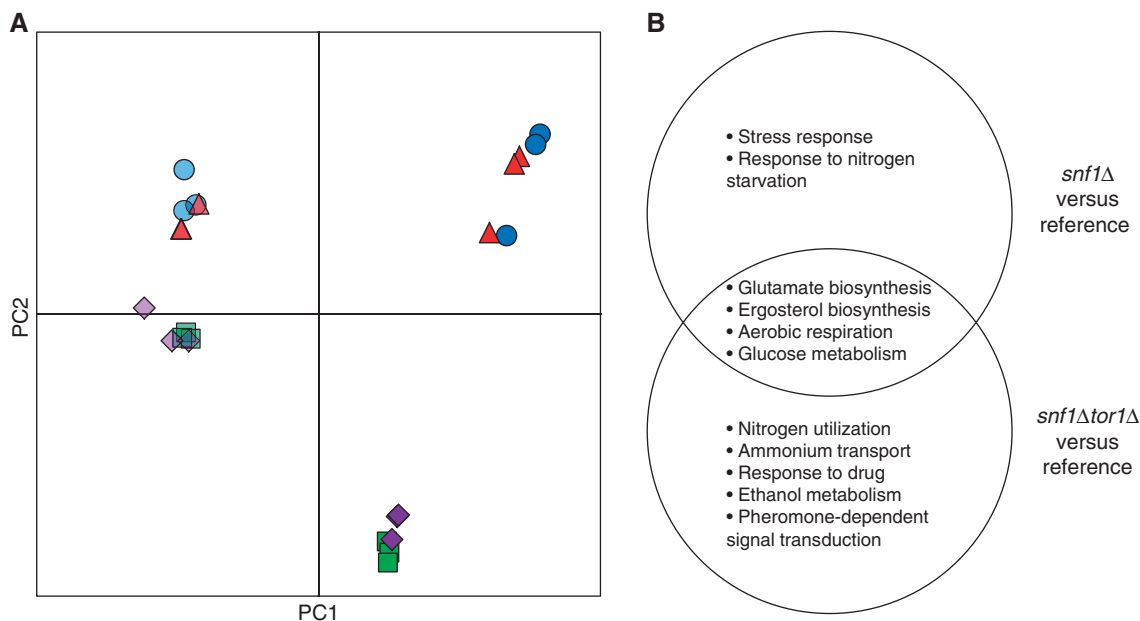 A
PC2
PC1
B
• Stress response
• Response to nitrogen
starvation
snf1Δ
versus
reference
• Glutamate biosynthesis
• Ergosterol biosynthesis
• Aerobic respiration
• Glucose metabolism
• Nitrogen utilization
• Ammonium transport
• Response to drug
• Ethanol metabolism
• Pheromone-dependent
signal transduction
snf1Δtor1Δ
versus
reference